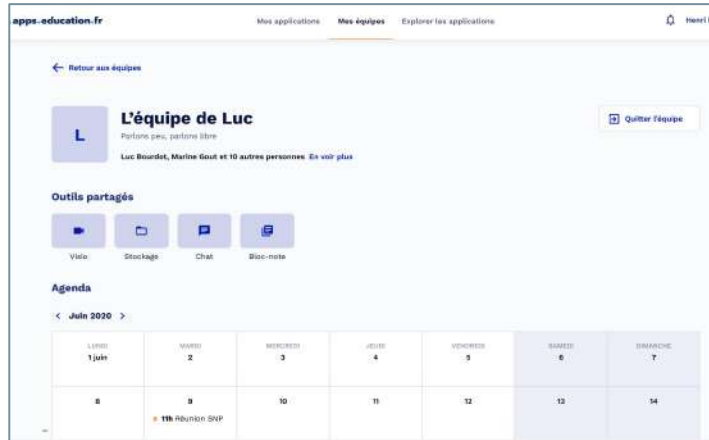 apps.education.fr Mes applications Mes équipes Explorer les applications Henri
← Retour aux équipes
L
L'équipe de Luc
Parlons peu, parlons libre
Luc Bourdot, Marine Gout et 10 autres personnes En voir plus
Quitter l'équipe
Outils partagés
Visio Stockage Chat Bloc-note
Agenda
< Juin 2020 >
LUNDI MARDI MERCREDI JEUDI VENDREDI SAMEDI DIMANCHE
1 juin 2 3 4 5 6 7
8 9 10 11 12 13 14
11h Réunion SNP